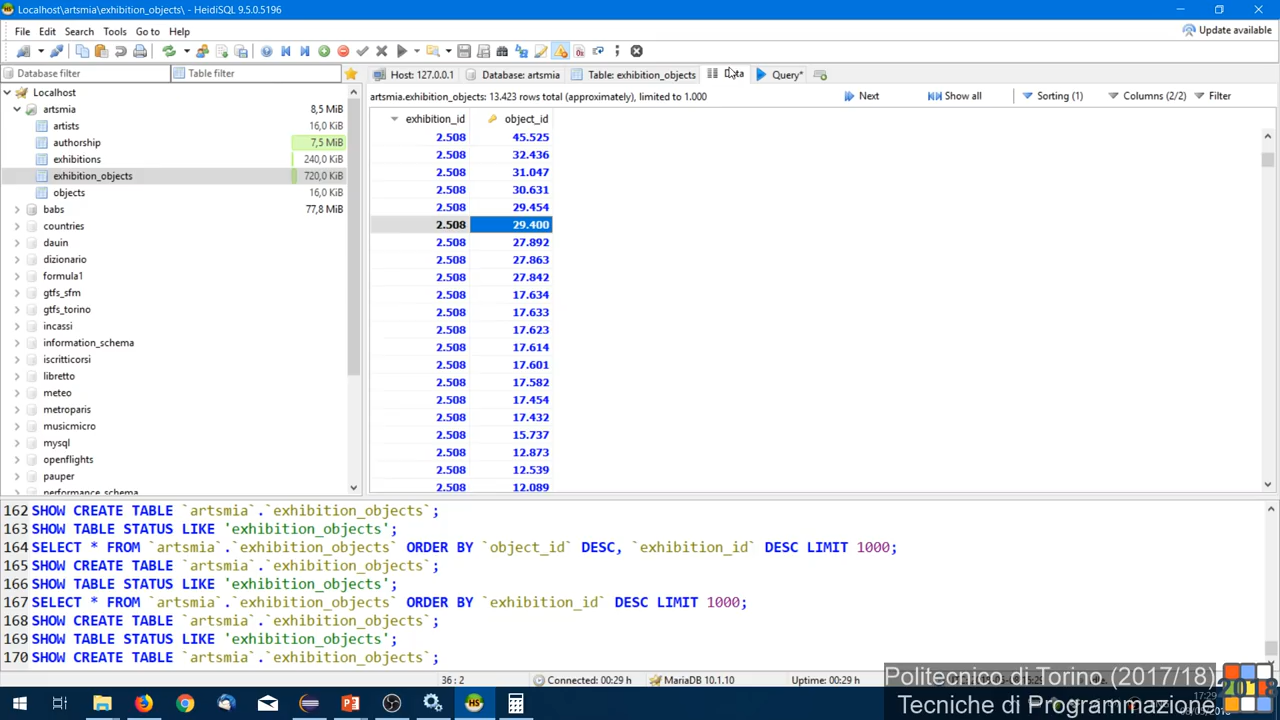 Localhost\artsmia\exhibition_objects\ - HeidiSQL 9.5.0.5196
File Edit Search Tools Go to Help
Update available
Database filter
Table filter
Host: 127.0.0.1
Database: artsmia
Table: exhibition_objects
Data
Query*
artsmia.exhibition_objects: 13.423 rows total (approximately), limited to 1.000
Next
Show all
Sorting (1)
Columns (2/2)
Filter
Localhost
artsmia 8,5 MiB
artists 16,0 KiB
authorship 7,5 MiB
exhibitions 240,0 KiB
exhibition_objects 720,0 KiB
objects 16,0 KiB
babs 77,8 MiB
countries
dauin
dizionario
formula1
gtfs_sfm
gtfs_torino
incassi
information_schema
iscritticorsi
libretto
meteo
metroparis
musicmicro
mysql
openflights
pauper
performance_schema
exhibition_id object_id
2.508 45.525
2.508 32.436
2.508 31.047
2.508 30.631
2.508 29.454
2.508 29.400
2.508 27.892
2.508 27.863
2.508 27.842
2.508 17.634
2.508 17.633
2.508 17.623
2.508 17.614
2.508 17.601
2.508 17.582
2.508 17.454
2.508 17.432
2.508 15.737
2.508 12.873
2.508 12.539
2.508 12.089
162 SHOW CREATE TABLE `artsmia`.`exhibition_objects`;
163 SHOW TABLE STATUS LIKE 'exhibition_objects';
164 SELECT * FROM `artsmia`.`exhibition_objects` ORDER BY `object_id` DESC, `exhibition_id` DESC LIMIT 1000;
165 SHOW CREATE TABLE `artsmia`.`exhibition_objects`;
166 SHOW TABLE STATUS LIKE 'exhibition_objects';
167 SELECT * FROM `artsmia`.`exhibition_objects` ORDER BY `exhibition_id` DESC LIMIT 1000;
168 SHOW CREATE TABLE `artsmia`.`exhibition_objects`;
169 SHOW TABLE STATUS LIKE 'exhibition_objects';
170 SHOW CREATE TABLE `artsmia`.`exhibition_objects`;
36 : 2
Connected: 00:29 h
MariaDB 10.1.10
Uptime: 00:29 h
Politecnico di Torino (2017/18)
Tecniche di Programmazione
17:29
2018